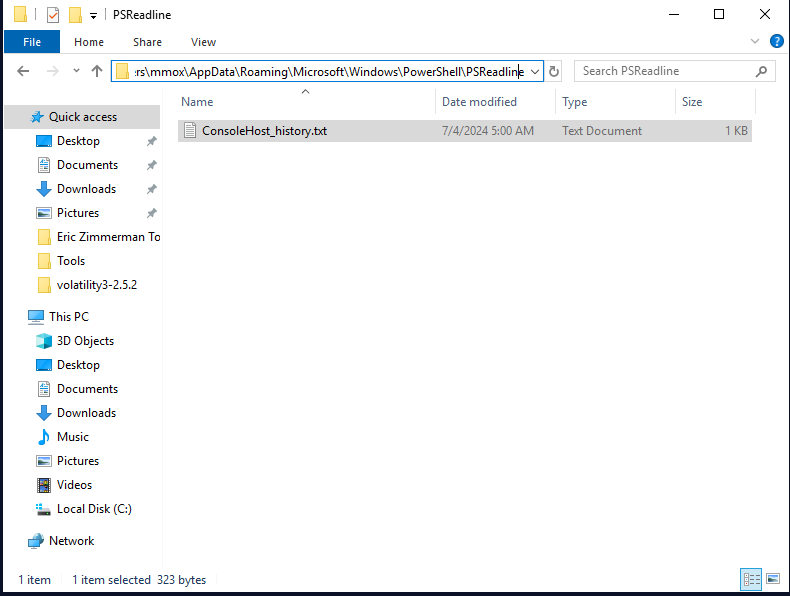 PSReadline
File Home Share View
:rs\mmox\AppData\Roaming\Microsoft\Windows\PowerShell\PSReadline
Search PSReadline
Name Date modified Type Size
ConsoleHost_history.txt 7/4/2024 5:00 AM Text Document 1 KB
Quick access
Desktop
Documents
Downloads
Pictures
Eric Zimmerman To
Tools
volatility3-2.5.2
This PC
3D Objects
Desktop
Documents
Downloads
Music
Pictures
Videos
Local Disk (C:)
Network
1 item 1 item selected 323 bytes